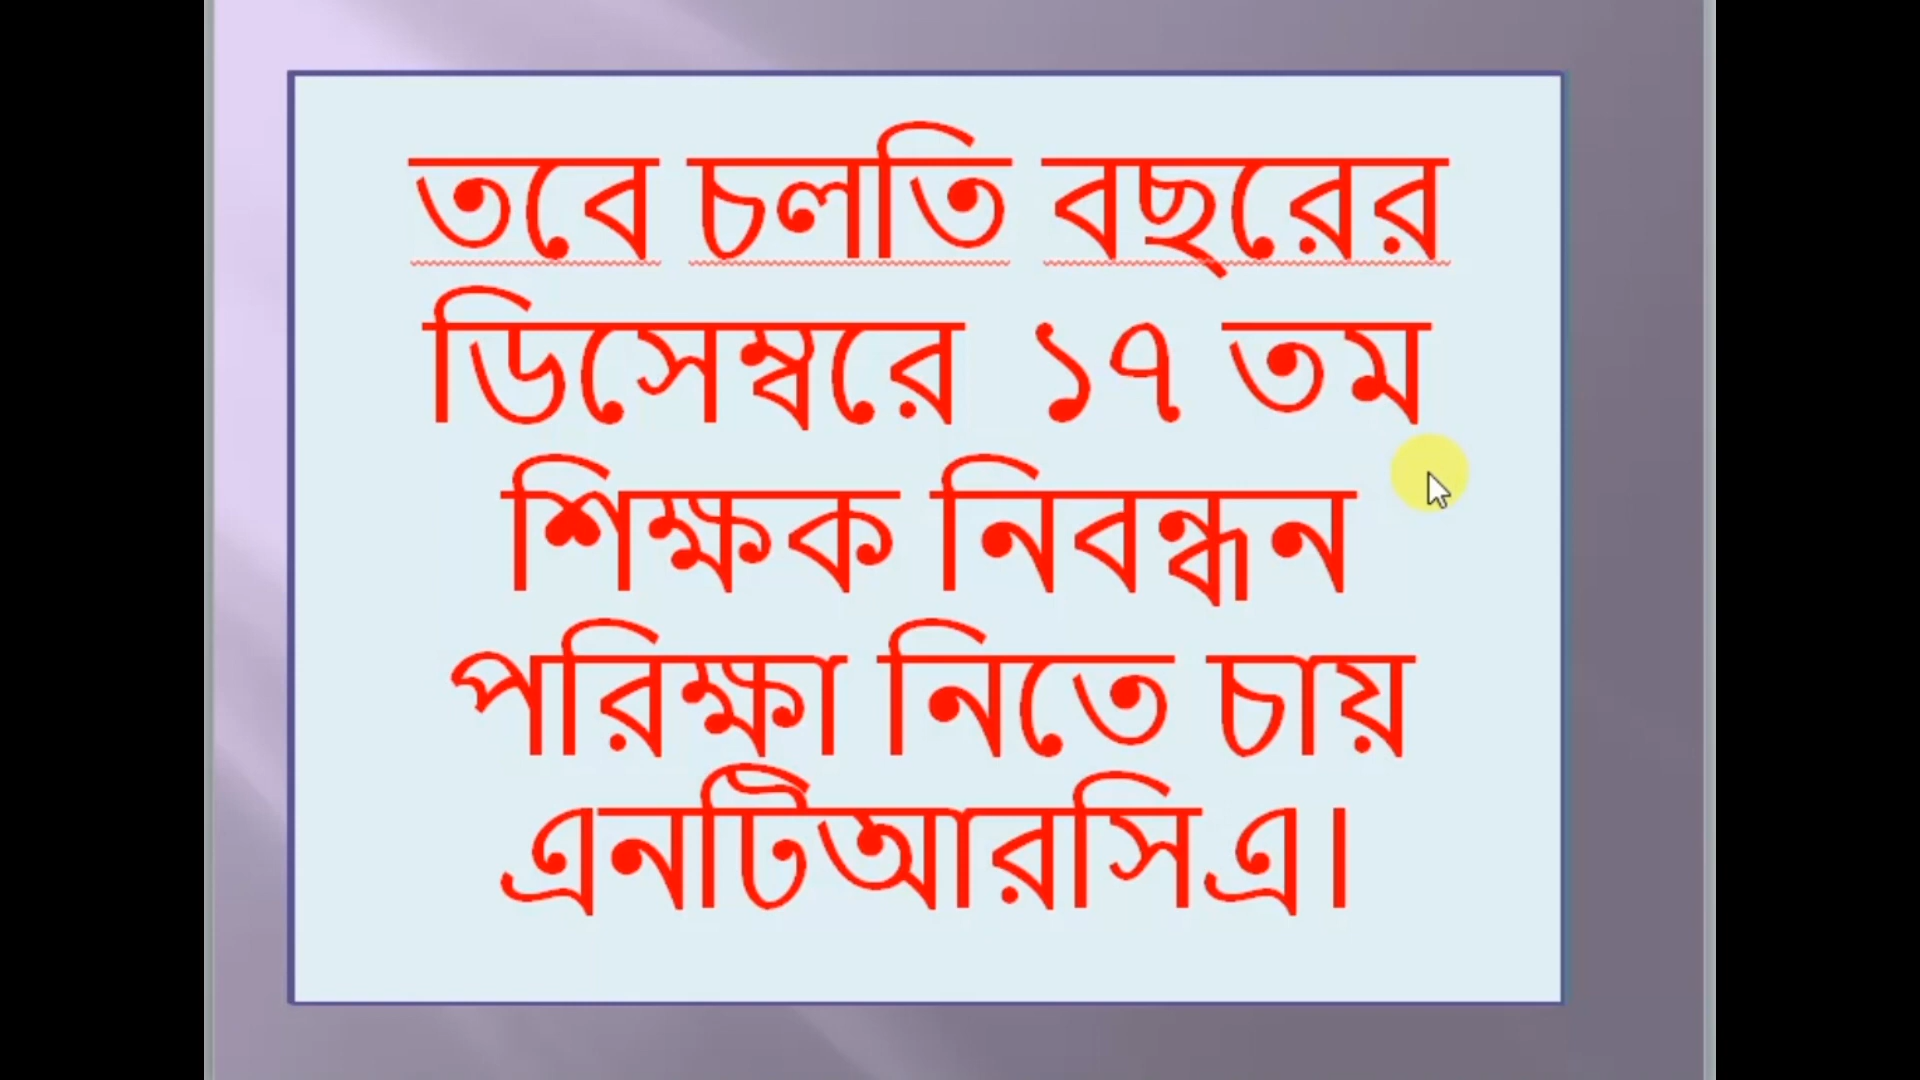 তবে চলতি বছরের
ডিসেম্বরে ১৭ তম
শিক্ষক নিবন্ধন
পরিক্ষা নিতে চায়
এনটিআরসিএ।